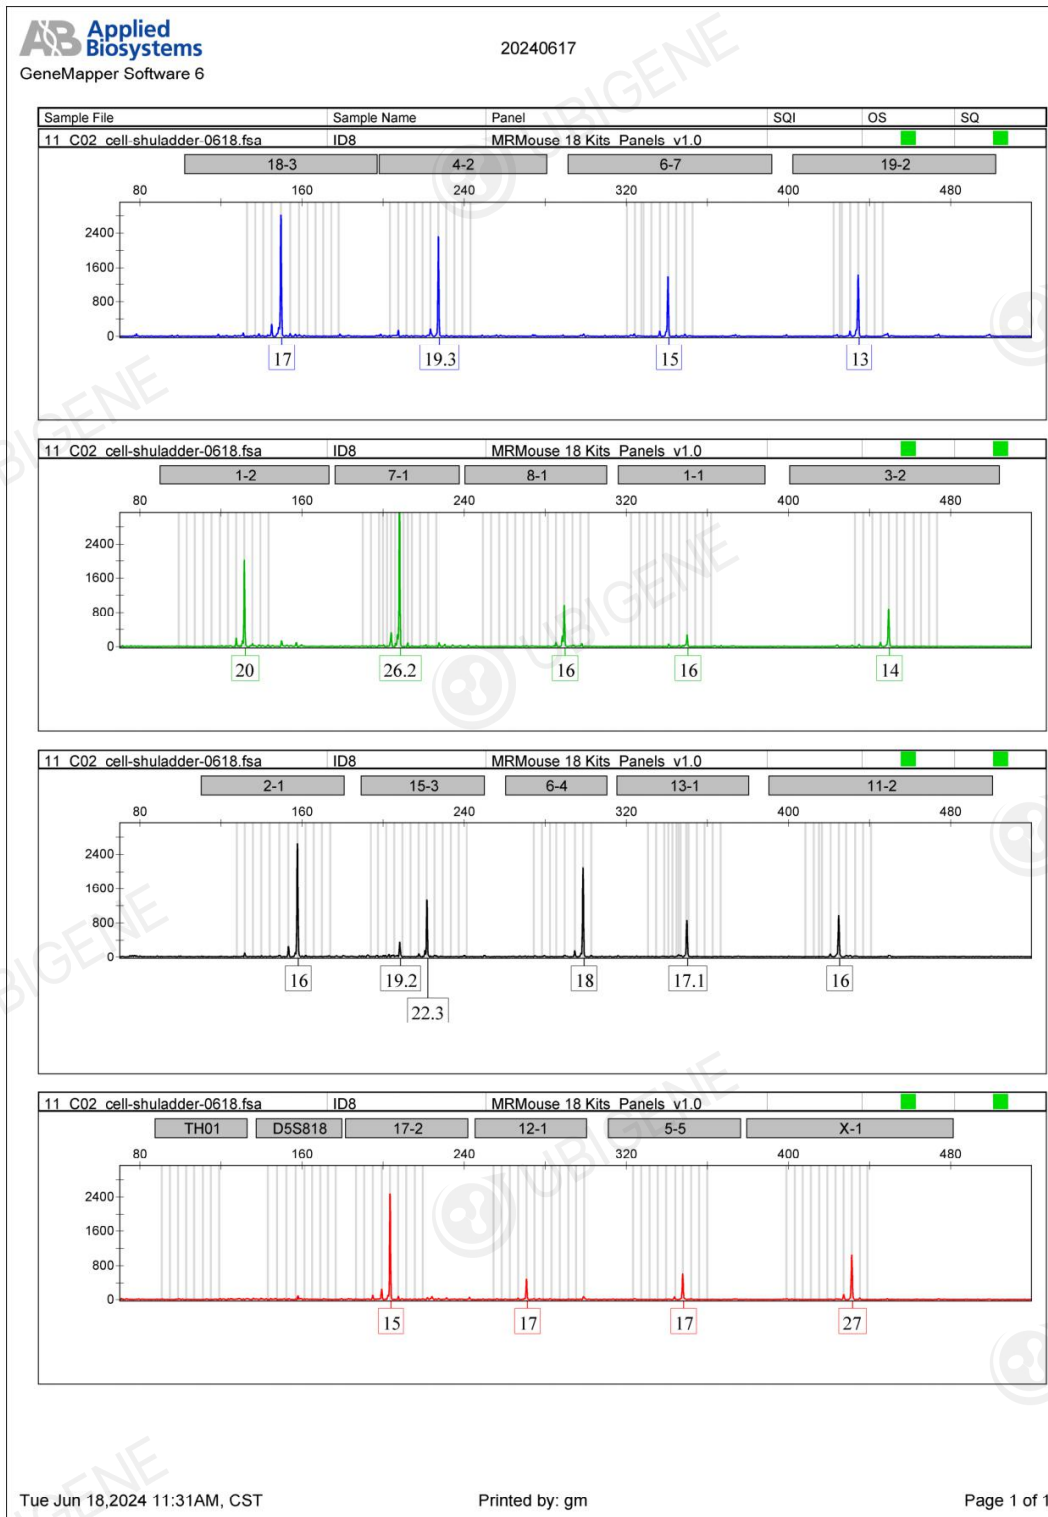 AB Applied Biosystems
GeneMapper Software 6
20240617
Sample File Sample Name Panel SQI OS SQ
11_C02_cell-shuladder-0618.fsa ID8 MRMouse 18 Kits_Panels_v1.0
18-3 4-2 6-7 19-2
80 160 240 320 400 480
2400
1600
800
0
17 19.3 15 13
11_C02_cell-shuladder-0618.fsa ID8 MRMouse 18 Kits_Panels_v1.0
1-2 7-1 8-1 1-1 3-2
80 160 240 320 400 480
2400
1600
800
0
20 26.2 16 16 14
11_C02_cell-shuladder-0618.fsa ID8 MRMouse 18 Kits_Panels_v1.0
2-1 15-3 6-4 13-1 11-2
80 160 240 320 400 480
2400
1600
800
0
16 19.2 18 17.1 16
22.3
11_C02_cell-shuladder-0618.fsa ID8 MRMouse 18 Kits_Panels_v1.0
TH01 D5S818 17-2 12-1 5-5 X-1
80 160 240 320 400 480
2400
1600
800
0
15 17 17 27
Tue Jun 18,2024 11:31AM, CST Printed by: gm Page 1 of 1
UBIGENE
UBIGENE
UBIGENE
UBIGENE
UBIGENE
UBIGENE